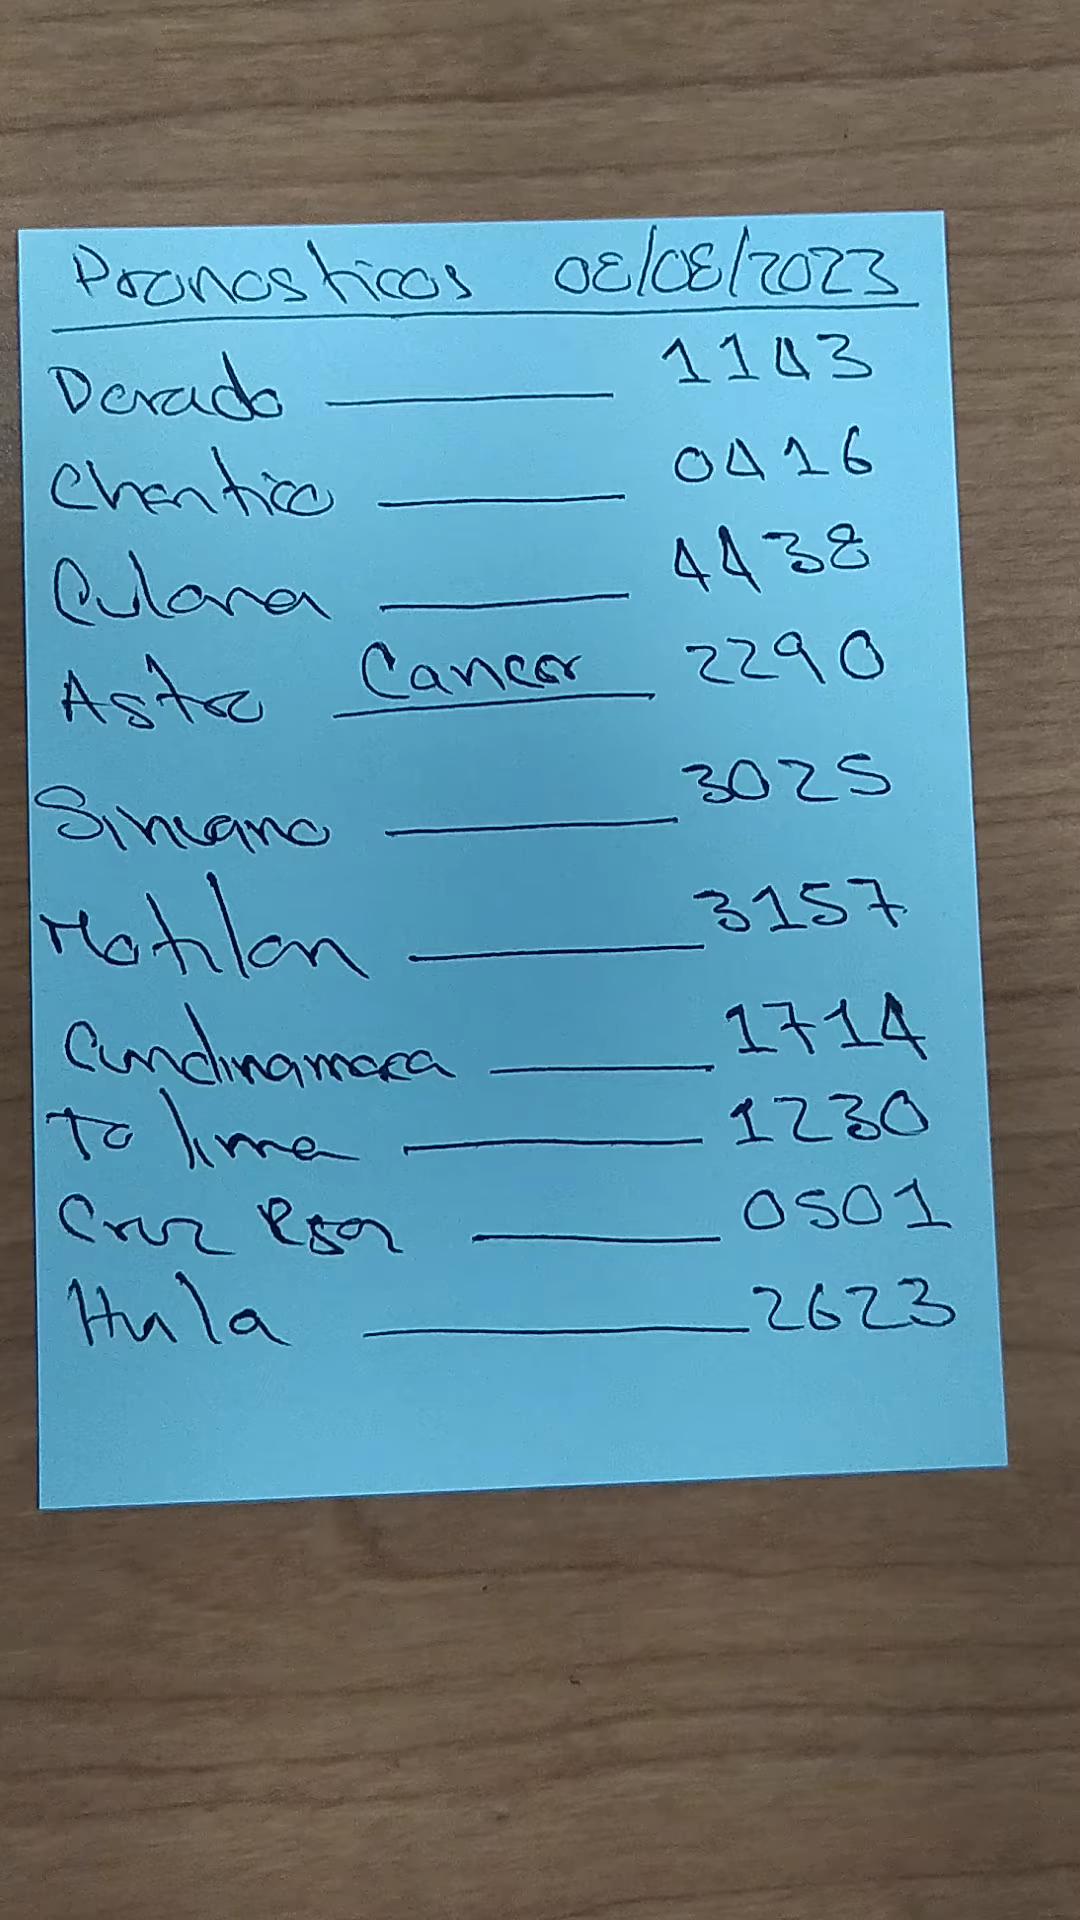 Pronosticos 08/08/2023
Dorado 1143
Chontico 0416
Culona 4438
Astro Cancer 2290
Sinuano 3025
Motilon 3157
Cundinamarca 1714
Tolima 1230
Cruz Roja 0501
Huila 2623